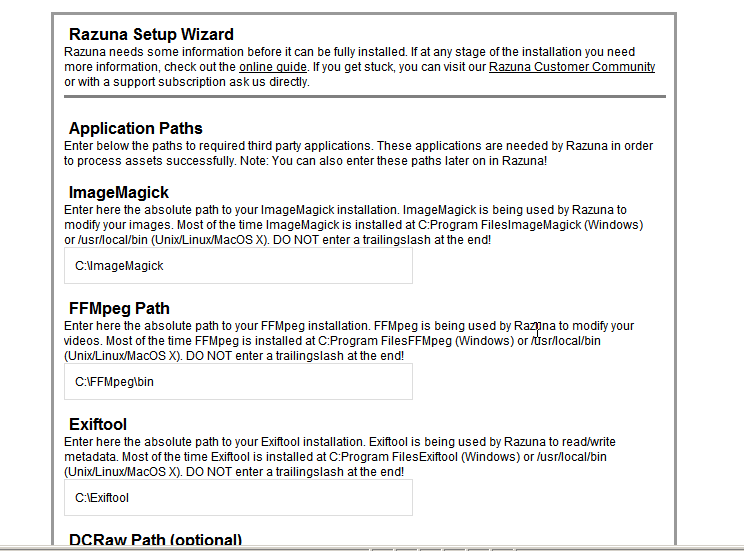 Razuna Setup Wizard
Razuna needs some information before it can be fully installed. If at any stage of the installation you need
more information, check out the online guide. If you get stuck, you can visit our Razuna Customer Community
or with a support subscription ask us directly.
Application Paths
Enter below the paths to required third party applications. These applications are needed by Razuna in order
to process assets successfully. Note: You can also enter these paths later on in Razuna!
ImageMagick
Enter here the absolute path to your ImageMagick installation. ImageMagick is being used by Razuna to
modify your images. Most of the time ImageMagick is installed at C:Program FilesImageMagick (Windows)
or /usr/local/bin (Unix/Linux/MacOS X). DO NOT enter a trailingslash at the end!
C:\ImageMagick
FFMpeg Path
Enter here the absolute path to your FFMpeg installation. FFMpeg is being used by Razuna to modify your
videos. Most of the time FFMpeg is installed at C:Program FilesFFMpeg (Windows) or /usr/local/bin
(Unix/Linux/MacOS X). DO NOT enter a trailingslash at the end!
C:\FFMpeg\bin
Exiftool
Enter here the absolute path to your Exiftool installation. Exiftool is being used by Razuna to read/write
metadata. Most of the time Exiftool is installed at C:Program FilesExiftool (Windows) or /usr/local/bin
(Unix/Linux/MacOS X). DO NOT enter a trailingslash at the end!
C:\Exiftool
DCRaw Path (optional)